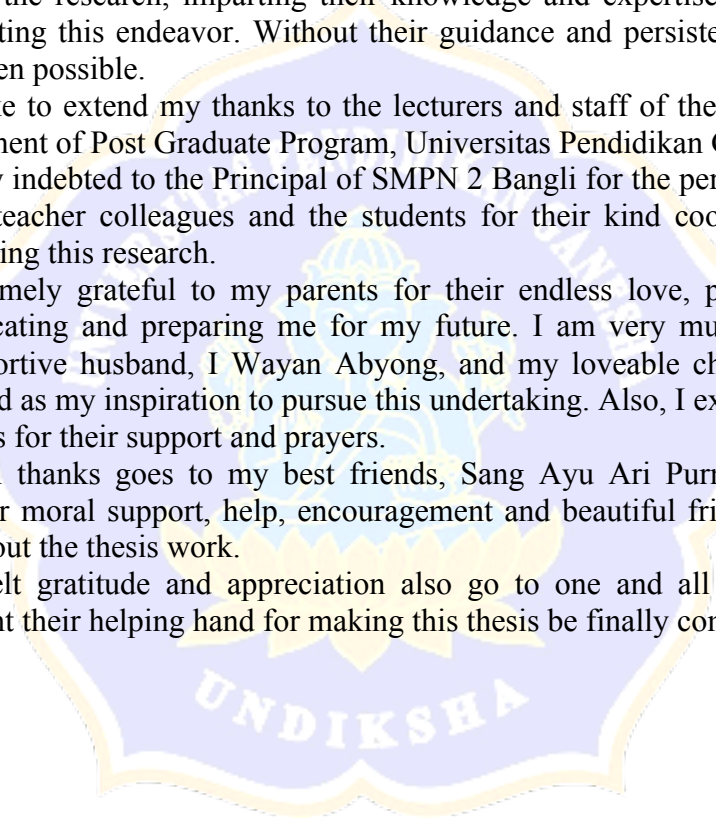 the research, imparting their knowledge and expertise
ting this endeavor. Without their guidance and persiste
en possible.
ke to extend my thanks to the lecturers and staff of the
ment of Post Graduate Program, Universitas Pendidikan
y indebted to the Principal of SMPN 2 Bangli for the per
teacher colleagues and the students for their kind coo
ing this research.
mely grateful to my parents for their endless love, p
cating and preparing me for my future. I am very mu
ortive husband, I Wayan Abyong, and my loveable ch
d as my inspiration to pursue this undertaking. Also, I ex
s for their support and prayers.
l thanks goes to my best friends, Sang Ayu Ari Pur
r moral support, help, encouragement and beautiful fri
out the thesis work.
elt gratitude and appreciation also go to one and all
nt their helping hand for making this thesis be finally con
UNIVERSITAS PENDIDIKAN GANESHA
UNDIKSHA